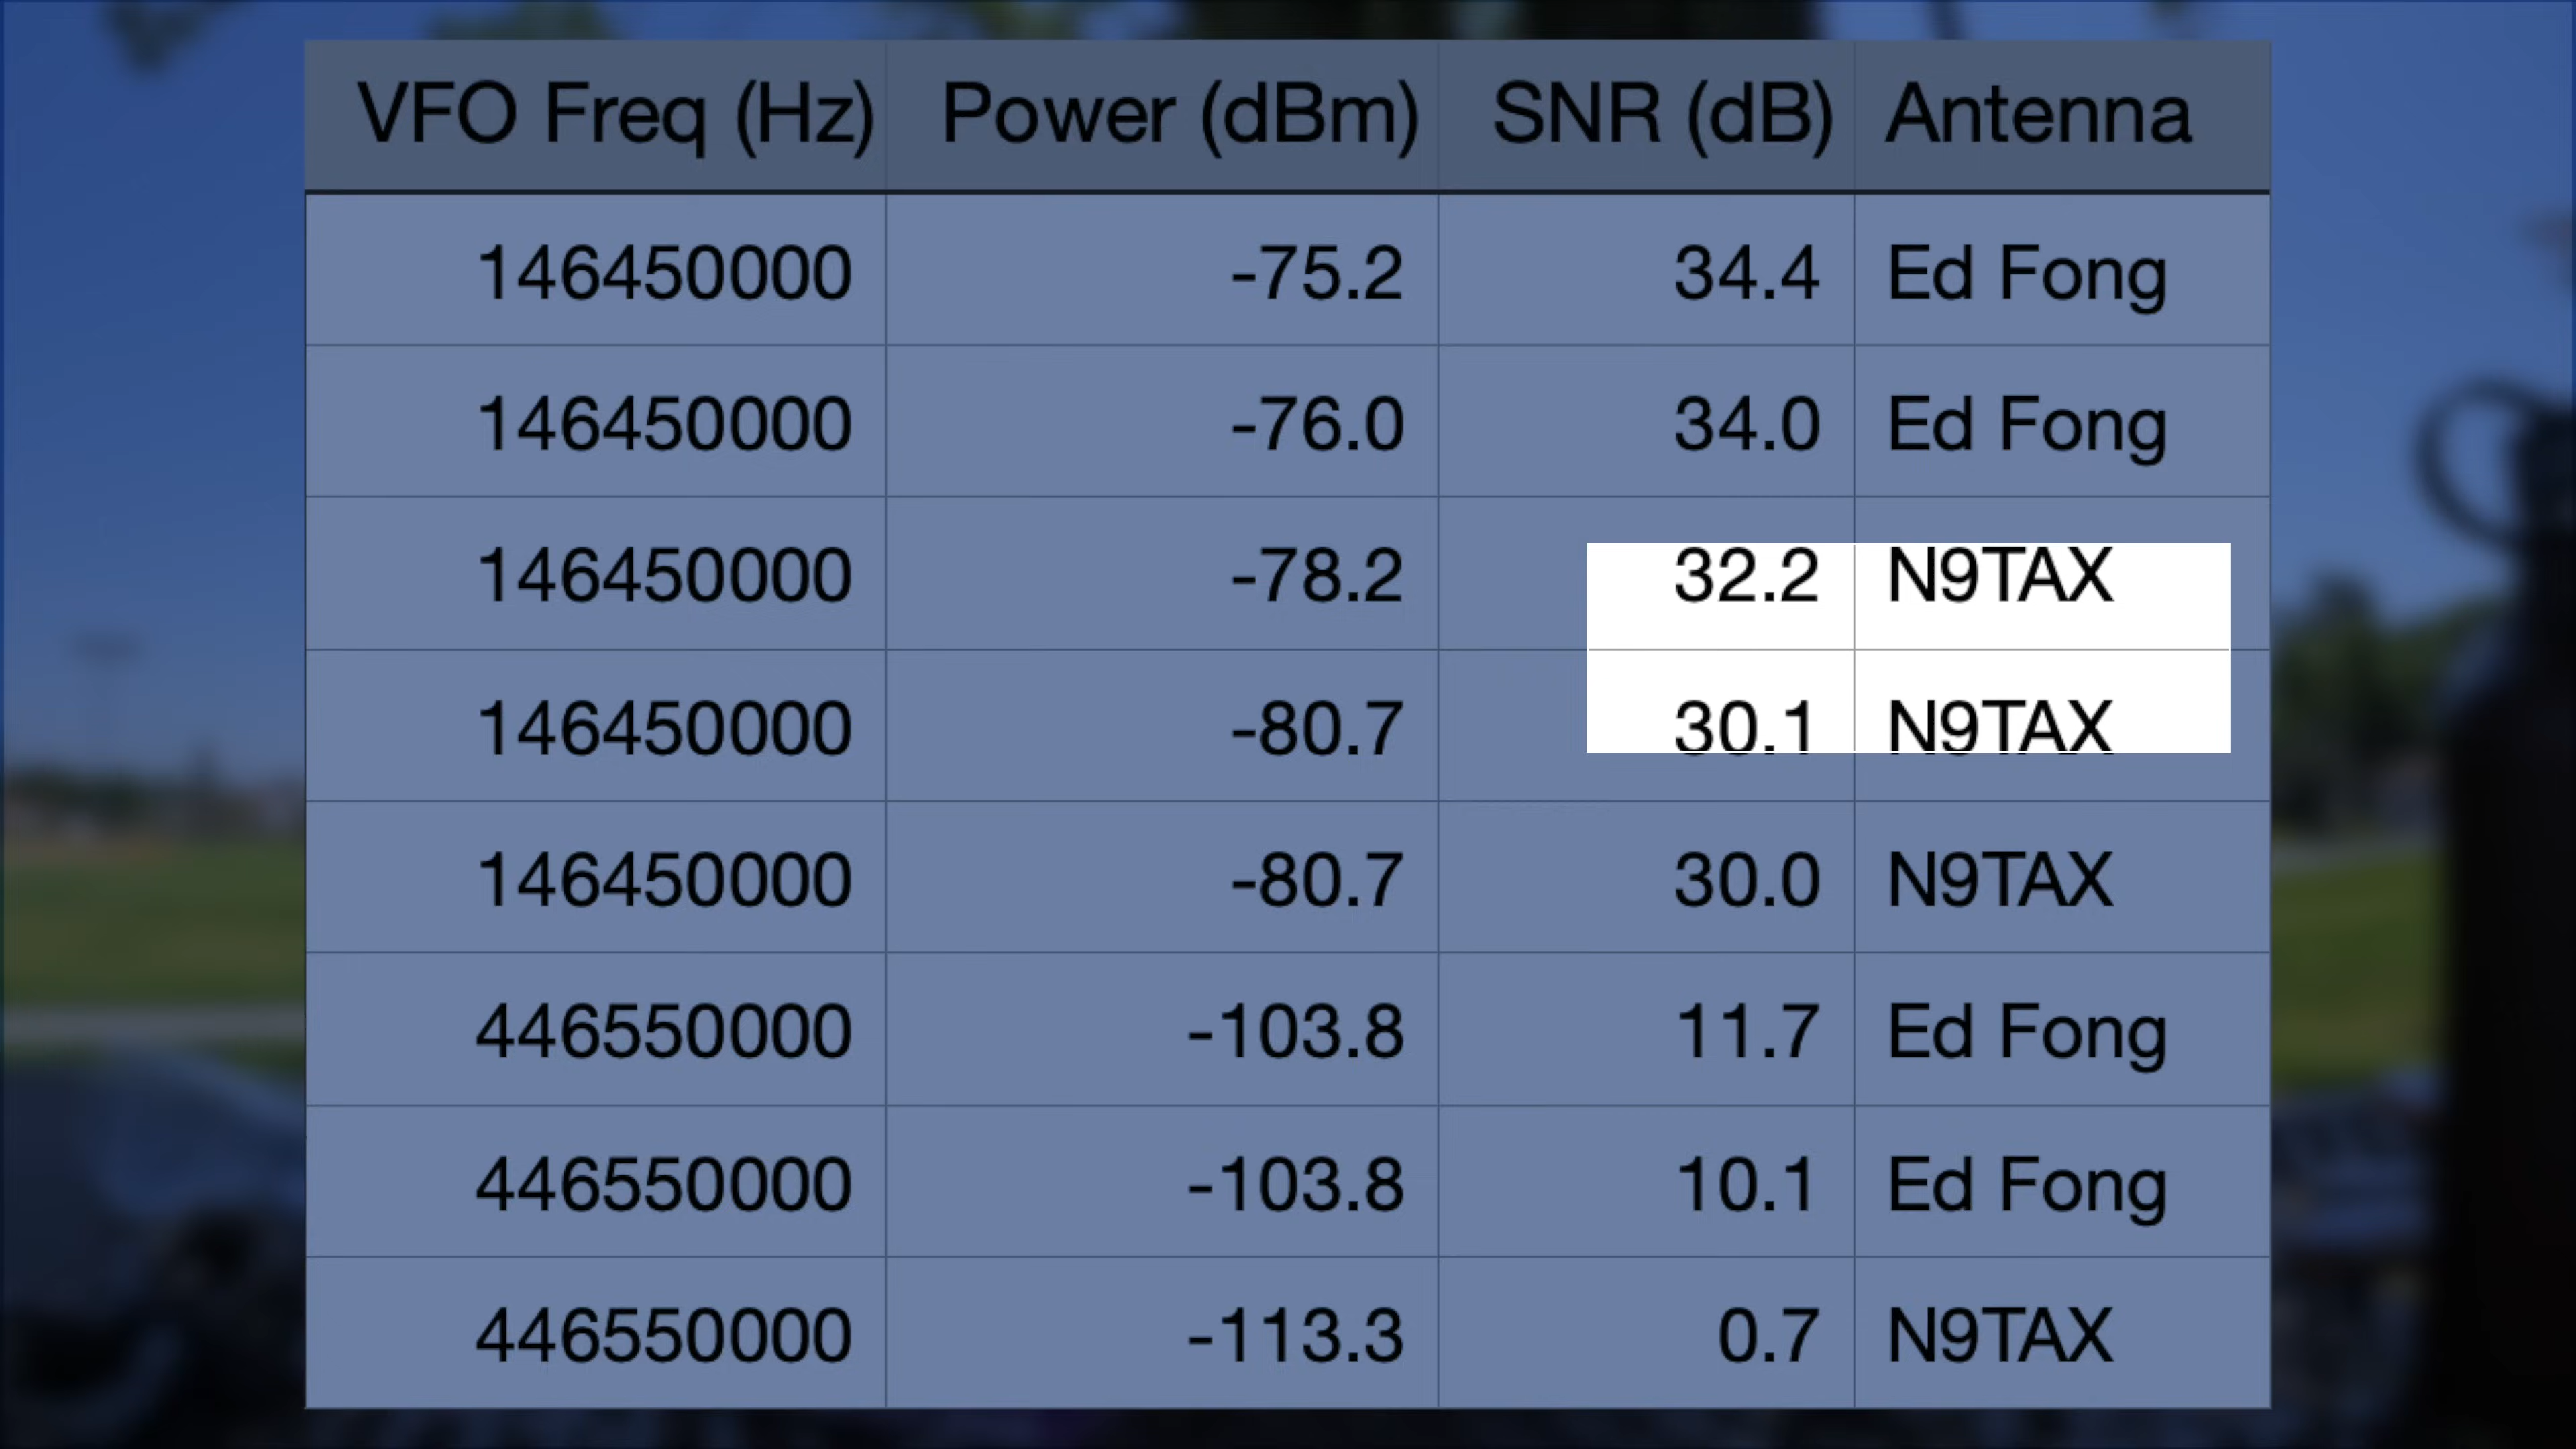 VFO Freq (Hz) Power (dBm) SNR (dB) Antenna
146450000 -75.2 34.4 Ed Fong
146450000 -76.0 34.0 Ed Fong
146450000 -78.2 32.2 N9TAX
146450000 -80.7 30.1 N9TAX
146450000 -80.7 30.0 N9TAX
446550000 -103.8 11.7 Ed Fong
446550000 -103.8 10.1 Ed Fong
446550000 -113.3 0.7 N9TAX